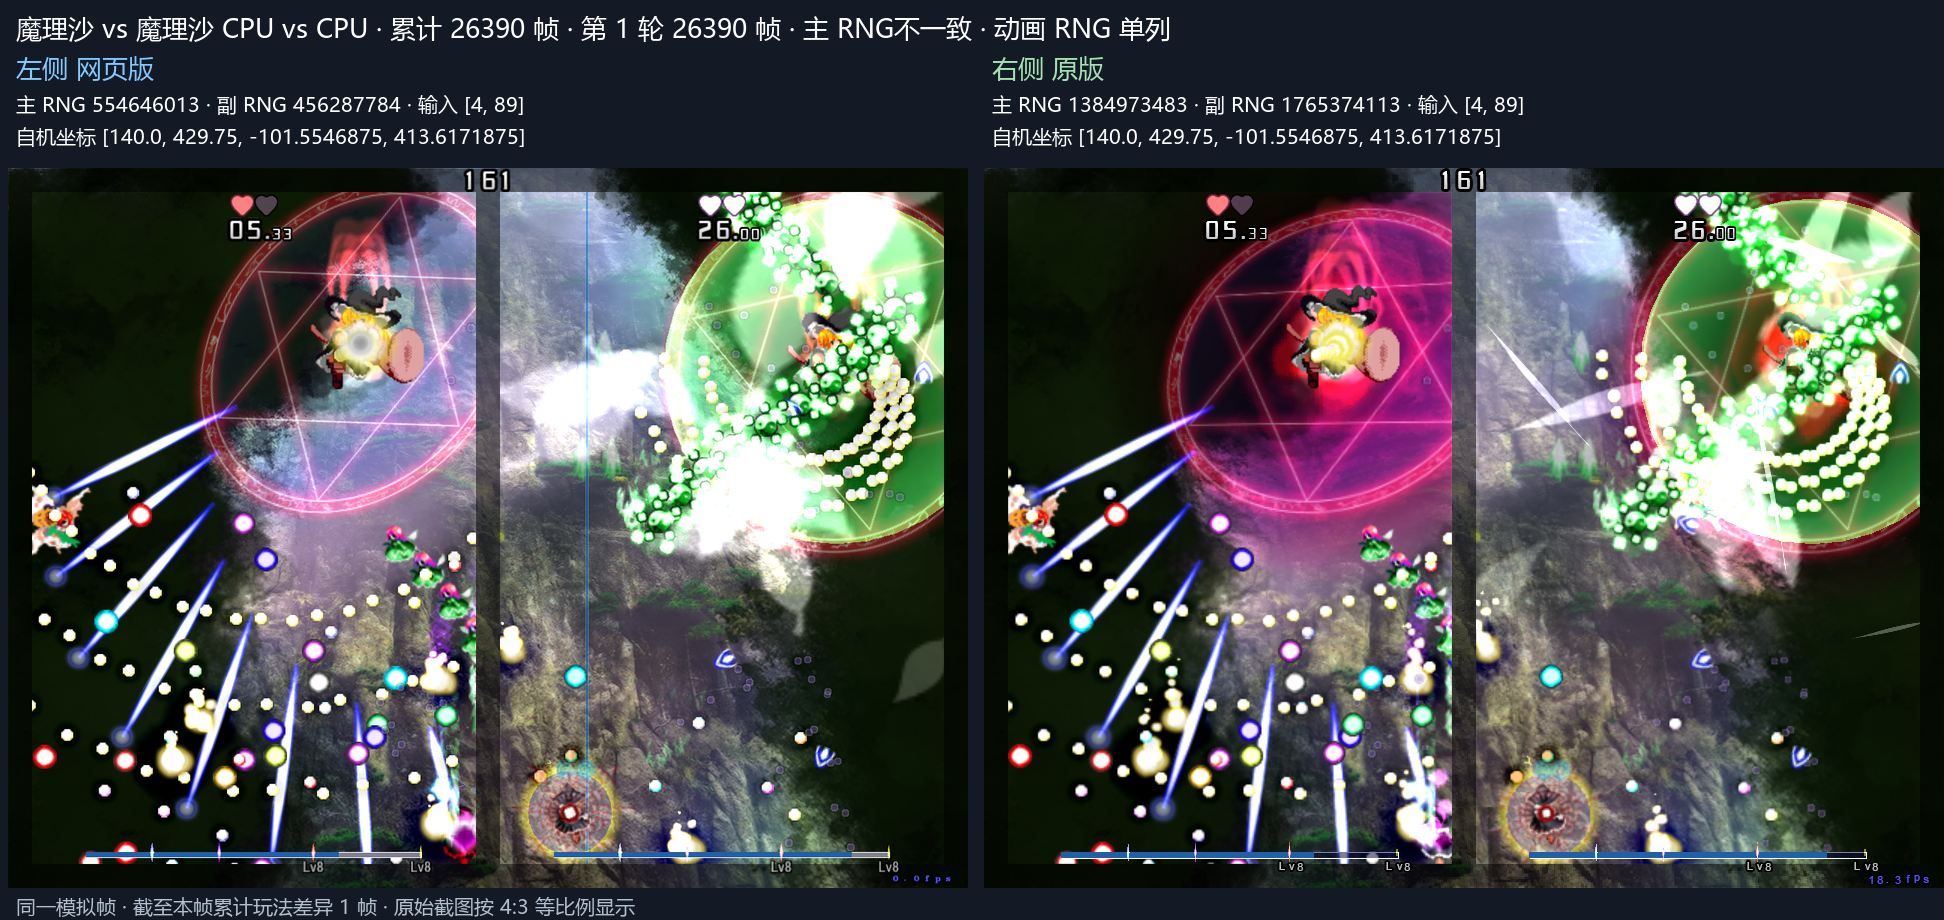 魔理沙 vs 魔理沙 CPU vs CPU · 累计 26390 帧 · 第 1 轮 26390 帧 · 主 RNG不一致 · 动画 RNG 单列
左侧 网页版
主 RNG 554646013 · 副 RNG 456287784 · 输入 [4, 89]
自机坐标 [140.0, 429.75, -101.5546875, 413.6171875]
右侧 原版
主 RNG 1384973483 · 副 RNG 1765374113 · 输入 [4, 89]
自机坐标 [140.0, 429.75, -101.5546875, 413.6171875]
161
05.33
26.00
Lv8
Lv8
Lv8
Lv8
0.0fps
161
05.33
26.00
Lv8
Lv8
Lv8
Lv8
18.3fps
同一模拟帧 · 截至本帧累计玩法差异 1 帧 · 原始截图按 4:3 等比例显示